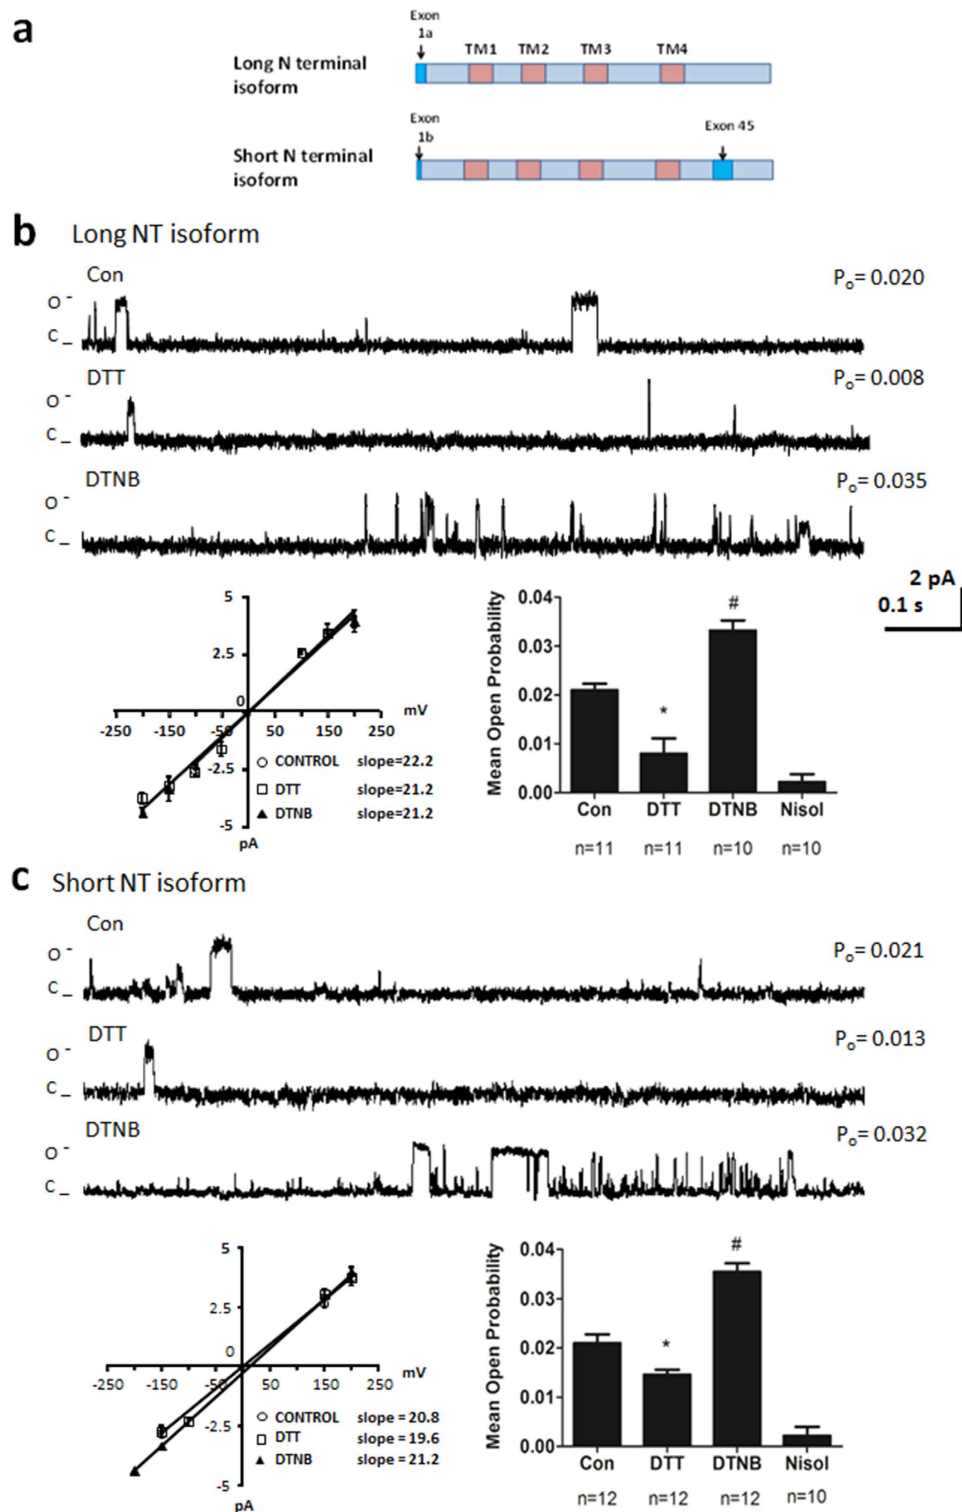 a
Exon
1a
TM1 TM2 TM3 TM4
Long N terminal
isoform
Exon
1b
Exon 45
Short N terminal
isoform
b Long NT isoform
Con
Po= 0.020
O -
C _
DTT
Po= 0.008
O -
C _
DTNB
Po= 0.035
O -
C _
2 pA
0.1 s
5
2.5
0
-2.5
-5
pA
mV
-250 -150 -50 50 150 250
CONTROL slope=22.2
DTT slope=21.2
DTNB slope=21.2
Mean Open Probability
0.04
0.03
0.02
0.01
0.00
*
#
Con DTT DTNB Nisol
n=11 n=11 n=10 n=10
c Short NT isoform
Con
Po= 0.021
O -
C _
DTT
Po= 0.013
O -
C _
DTNB
Po= 0.032
O -
C _
5
2.5
0
-2.5
-5
pA
mV
-250 -150 -50 50 150 250
CONTROL slope = 20.8
DTT slope = 19.6
DTNB slope = 21.2
Mean Open Probability
0.04
0.03
0.02
0.01
0.00
*
#
Con DTT DTNB Nisol
n=12 n=12 n=12 n=10